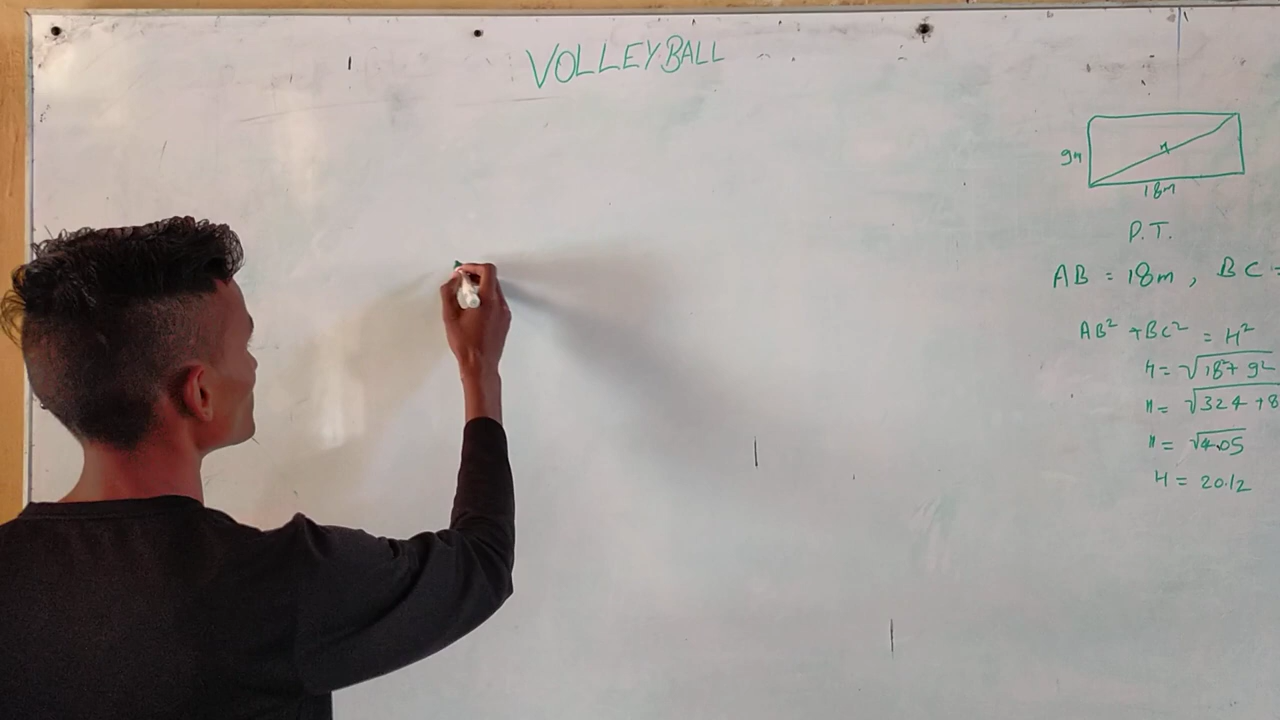 VOLLEYBALL
9m
H
18m
P.T.
AB = 18m, BC =
AB² + BC² = H²
H = √18² + 9²
H = √324 + 8
H = √405
H = 20.12